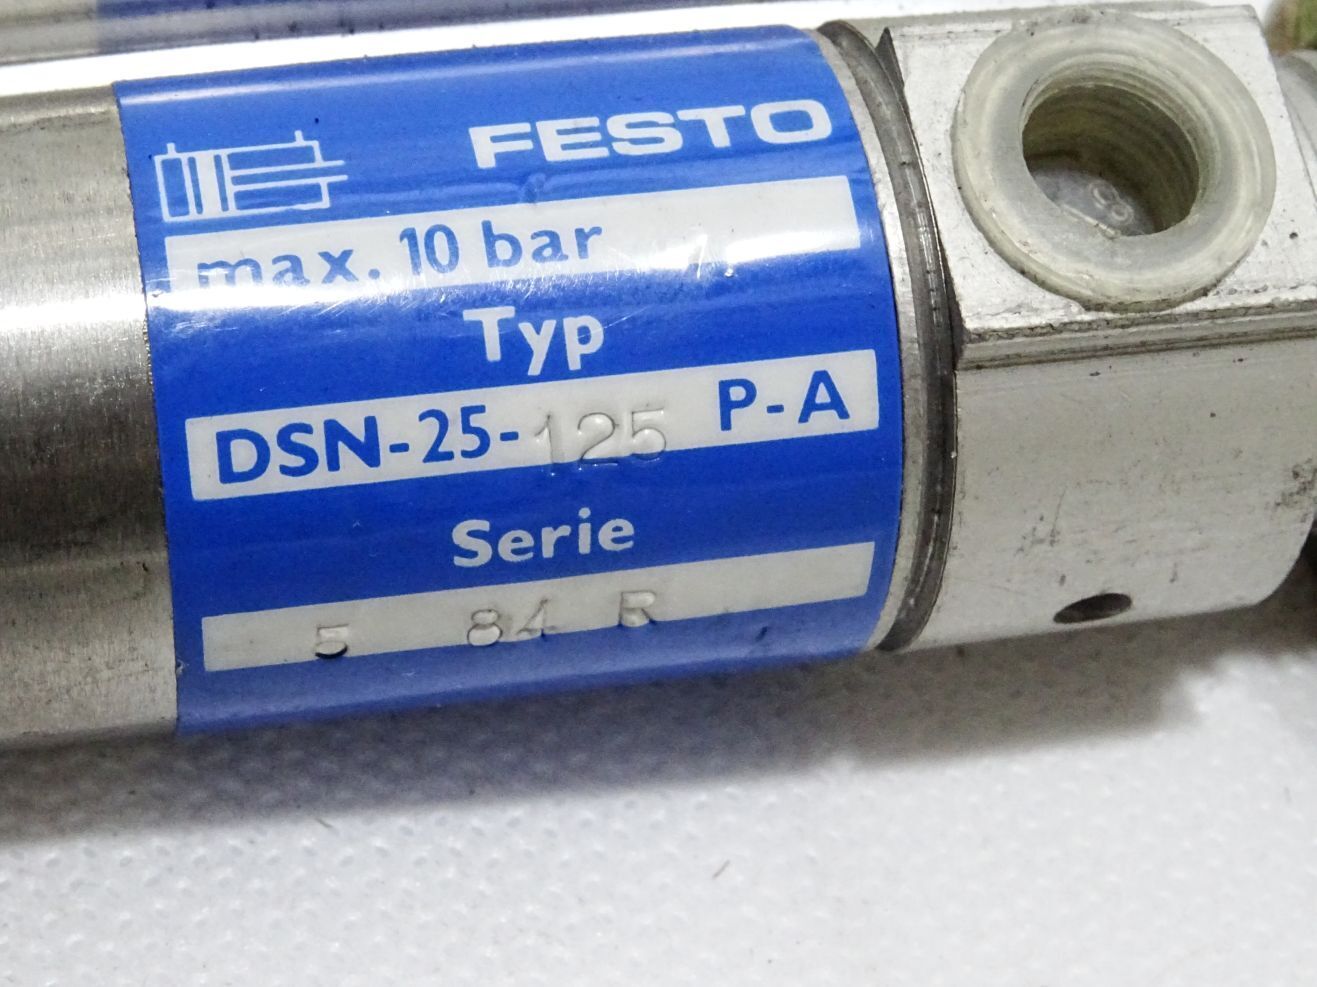 FESTO
max. 10 bar
Typ
DSN-25-125 P-A
Serie
5 84 R